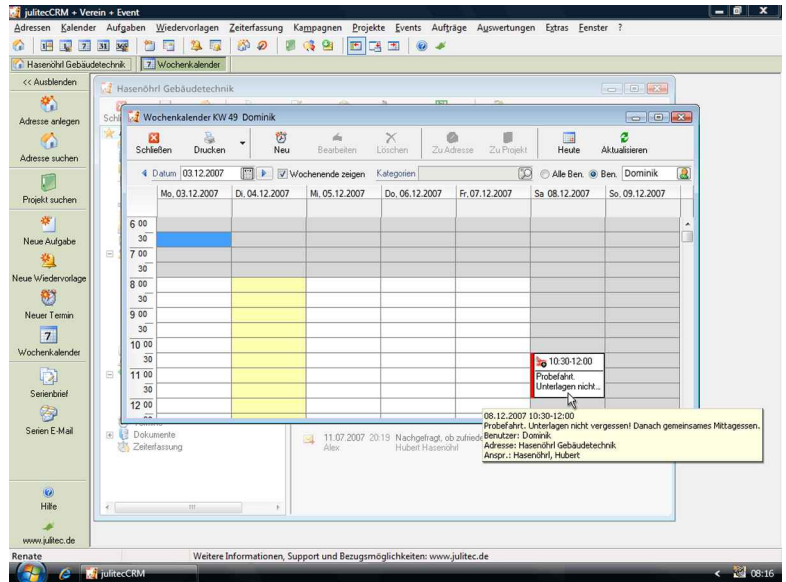 julitecCRM + Verein + Event
Adressen Kalender Aufgaben Wiedervorlagen Zeiterfassung Kampagnen Projekte Events Aufträge Auswertungen Extras Fenster ?
Hasenöhrl Gebäudetechnik 7 Wochenkalender
<< Ausblenden
Adresse anlegen
Adresse suchen
Projekt suchen
Neue Aufgabe
Neue Wiedervorlage
Neuer Termin
7
Wochenkalender
Serienbrief
Serien E-Mail
Hilfe
www.julitec.de
Hasenöhrl Gebäudetechnik
Wochenkalender KW 49 Dominik
Schließen Drucken Neu Bearbeiten Löschen Zu Adresse Zu Projekt Heute Aktualisieren
Datum 03.12.2007 Wochenende zeigen Kategorien Alle Ben. Ben. Dominik
Mo, 03.12.2007 Di, 04.12.2007 Mi, 05.12.2007 Do, 06.12.2007 Fr, 07.12.2007 Sa 08.12.2007 So, 09.12.2007
6 00
30
7 00
30
8 00
30
9 00
30
10 00
30
11 00
30
12 00
10:30-12:00
Probefahrt.
Unterlagen nicht...
08.12.2007 10:30-12:00
Probefahrt. Unterlagen nicht vergessen! Danach gemeinsames Mittagessen.
Benutzer: Dominik
Adresse: Hasenöhrl Gebäudetechnik
Anspr.: Hasenöhrl, Hubert
Dokumente
Zeiterfassung
11.07.2007 20:19 Nachgefragt, ob zufriede
Alex Hubert Hasenöhrl
Renate Weitere Informationen, Support und Bezugsmöglichkeiten: www.julitec.de
julitecCRM 08:16